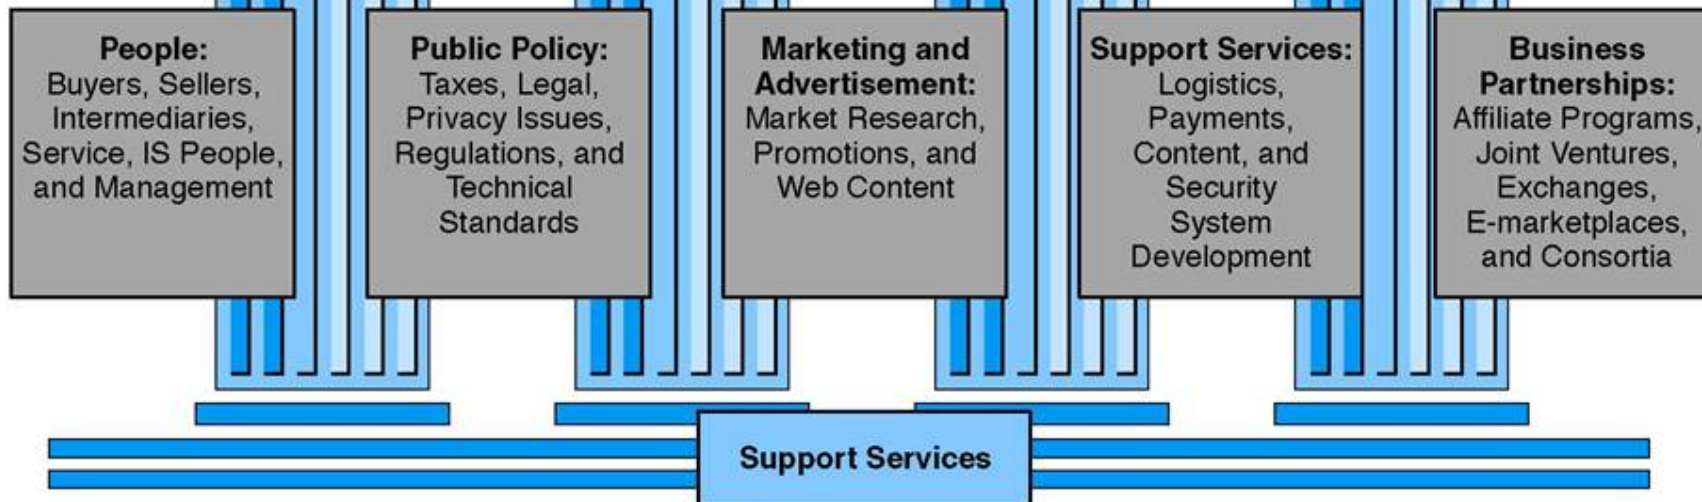 People:
Buyers, Sellers,
Intermediaries,
Service, IS People,
and Management
Public Policy:
Taxes, Legal,
Privacy Issues,
Regulations, and
Technical
Standards
Marketing and
Advertisement:
Market Research,
Promotions, and
Web Content
Support Services:
Logistics,
Payments,
Content, and
Security
System
Development
Business
Partnerships:
Affiliate Programs,
Joint Ventures,
Exchanges,
E-marketplaces,
and Consortia
Support Services